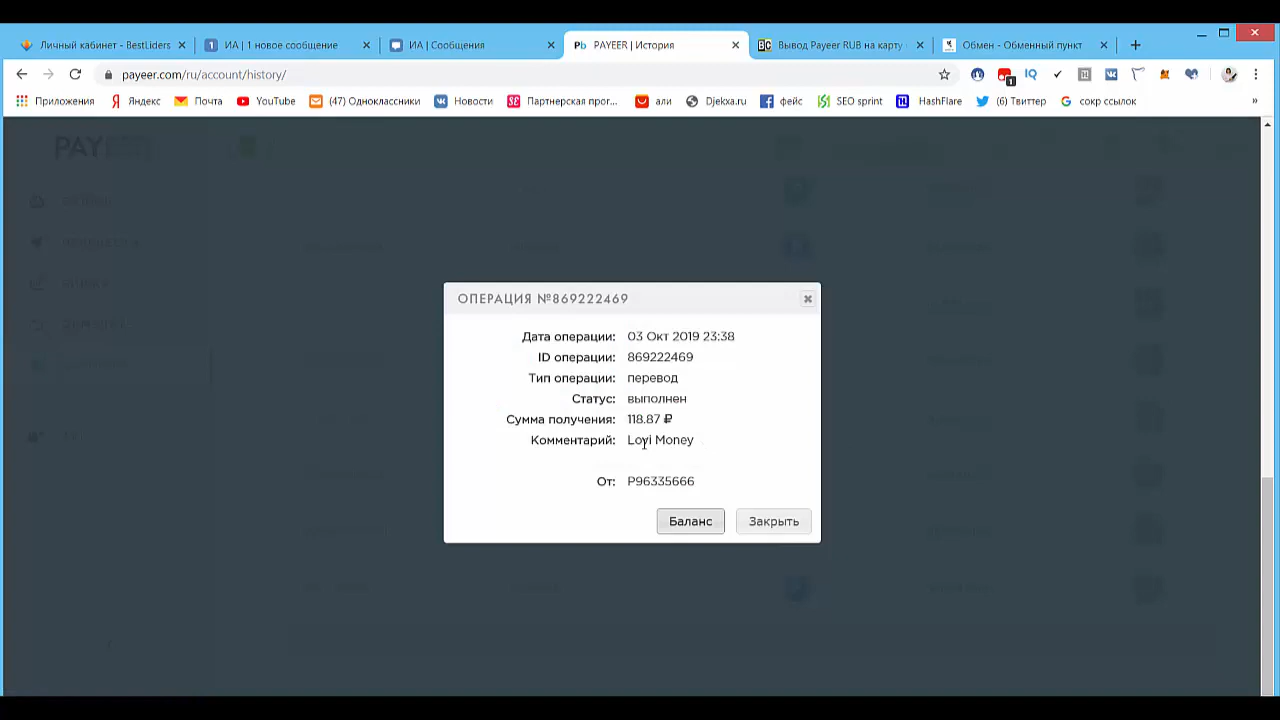 Личный кабинет - BestLiders
ИА | 1 новое сообщение
ИА | Сообщения
PAYEER | История
Вывод Payeer RUB на карту
Обмен - Обменный пункт
payeer.com/ru/account/history/
Приложения
Яндекс
Почта
YouTube
(47) Одноклассники
Новости
Партнерская прог...
али
Djekxa.ru
фейс
SEO sprint
HashFlare
(6) Твиттер
сокр ссылок
ОПЕРАЦИЯ №869222469
Дата операции: 03 Окт 2019 23:38
ID операции: 869222469
Тип операции: перевод
Статус: выполнен
Сумма получения: 118.87 ₽
Комментарий: Lovi Money
От: P96335666
Баланс
Закрыть